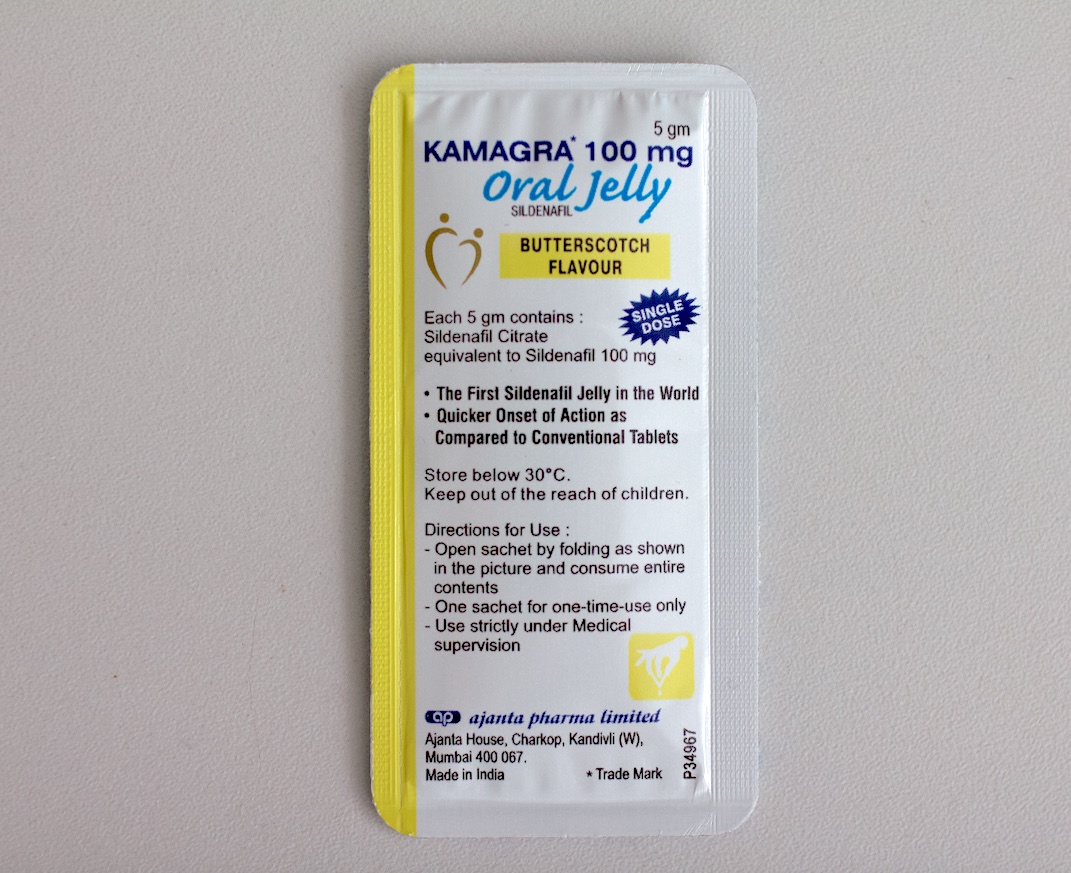 5 gm
KAMAGRA* 100 mg
Oral Jelly
SILDENAFIL
BUTTERSCOTCH
FLAVOUR
SINGLE
DOSE
Each 5 gm contains :
Sildenafil Citrate
equivalent to Sildenafil 100 mg
• The First Sildenafil Jelly in the World
• Quicker Onset of Action as
Compared to Conventional Tablets
Store below 30°C.
Keep out of the reach of children.
Directions for Use :
- Open sachet by folding as shown
in the picture and consume entire
contents
- One sachet for one-time-use only
- Use strictly under Medical
supervision
ap ajanta pharma limited
Ajanta House, Charkop, Kandivli (W),
Mumbai 400 067.
Made in India
* Trade Mark
P34967